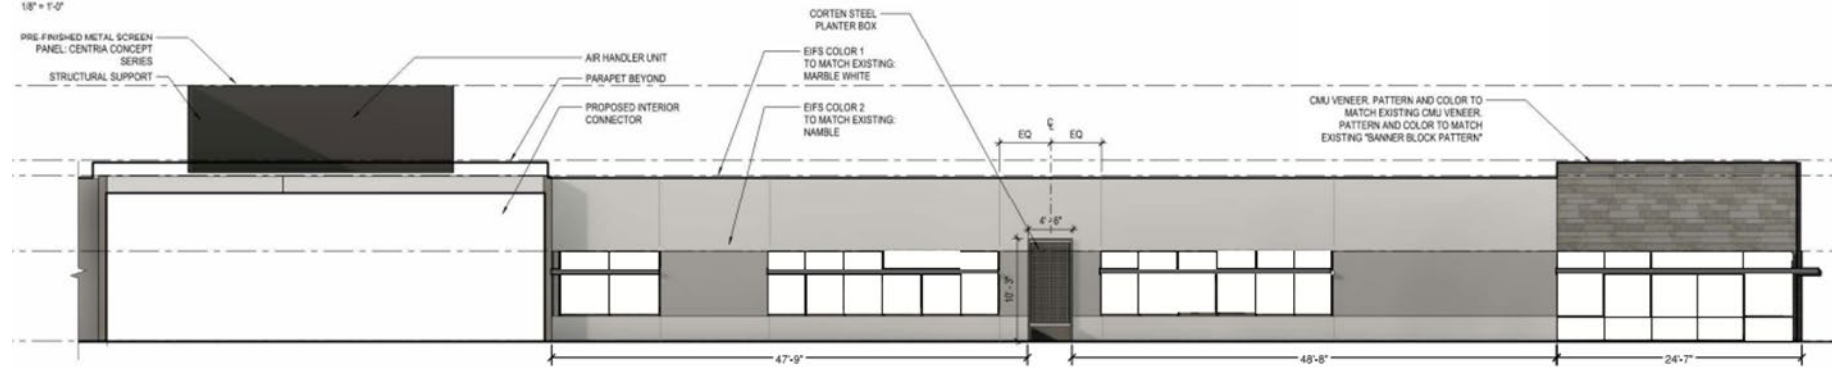 1/8" = 1'-0"
PRE-FINISHED METAL SCREEN
PANEL: CENTRIA CONCEPT
SERIES
STRUCTURAL SUPPORT
AIR HANDLER UNIT
PARAPET BEYOND
PROPOSED INTERIOR
CONNECTOR
CORTEN STEEL
PLANTER BOX
EIFS COLOR 1
TO MATCH EXISTING:
MARBLE WHITE
EIFS COLOR 2
TO MATCH EXISTING:
NAMBLE
EQ
EQ
CMU VENEER. PATTERN AND COLOR TO
MATCH EXISTING CMU VENEER.
PATTERN AND COLOR TO MATCH
EXISTING "BANNER BLOCK PATTERN"
4'-6"
10'-3"
47'-9"
48'-8"
24'-7"